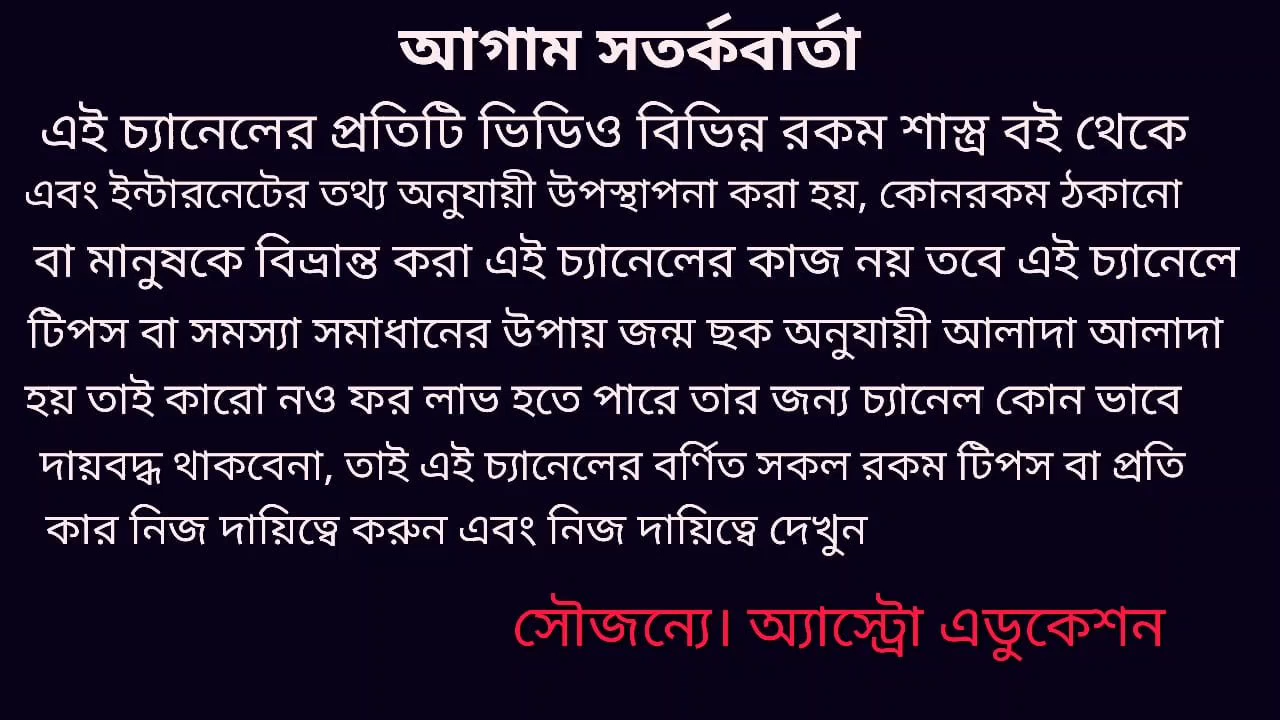 আগাম সতর্কবার্তা
এই চ্যানেলের প্রতিটি ভিডিও বিভিন্ন রকম শাস্ত্র বই থেকে
এবং ইন্টারনেটের তথ্য অনুযায়ী উপস্থাপনা করা হয়, কোনরকম ঠকানো
বা মানুষকে বিভ্রান্ত করা এই চ্যানেলের কাজ নয় তবে এই চ্যানেলে
টিপস বা সমস্যা সমাধানের উপায় জন্ম ছক অনুযায়ী আলাদা আলাদা
হয় তাই কারো নও ফর লাভ হতে পারে তার জন্য চ্যানেল কোন ভাবে
দায়বদ্ধ থাকবেনা, তাই এই চ্যানেলের বর্ণিত সকল রকম টিপস বা প্রতি
কার নিজ দায়িত্বে করুন এবং নিজ দায়িত্বে দেখুন
সৌজন্যে। অ্যাস্ট্রো এডুকেশন